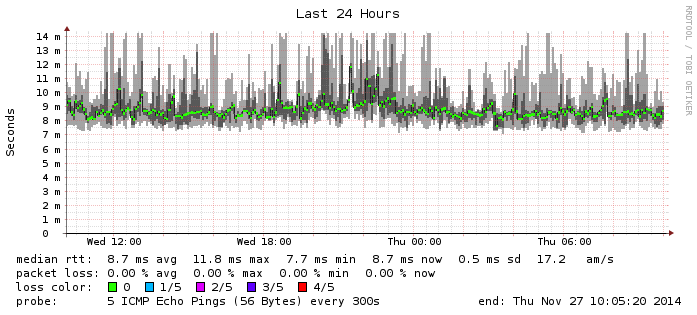 Last 24 Hours
RRDTOOL / TOBI OETIKER
Seconds
14 m
13 m
12 m
11 m
10 m
9 m
8 m
7 m
6 m
5 m
4 m
3 m
2 m
1 m
0
Wed 12:00 Wed 18:00 Thu 00:00 Thu 06:00
median rtt: 8.7 ms avg 11.8 ms max 7.7 ms min 8.7 ms now 0.5 ms sd 17.2 am/s
packet loss: 0.00 % avg 0.00 % max 0.00 % min 0.00 % now
loss color: 0 1/5 2/5 3/5 4/5
probe: 5 ICMP Echo Pings (56 Bytes) every 300s end: Thu Nov 27 10:05:20 2014